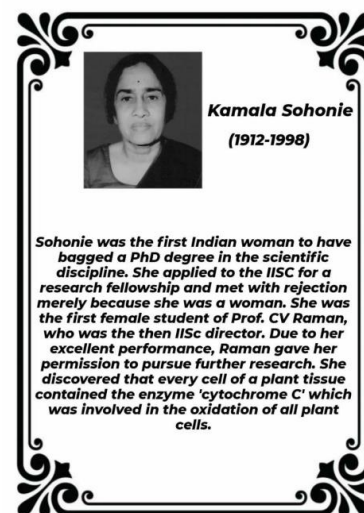 Kamala Sohonie
(1912-1998)
Sohonie was the first Indian woman to have
bagged a PhD degree in the scientific
discipline. She applied to the IISC for a
research fellowship and met with rejection
merely because she was a woman. She was
the first female student of Prof. CV Raman,
who was the then IISc director. Due to her
excellent performance, Raman gave her
permission to pursue further research. She
discovered that every cell of a plant tissue
contained the enzyme 'cytochrome C' which
was involved in the oxidation of all plant
cells.